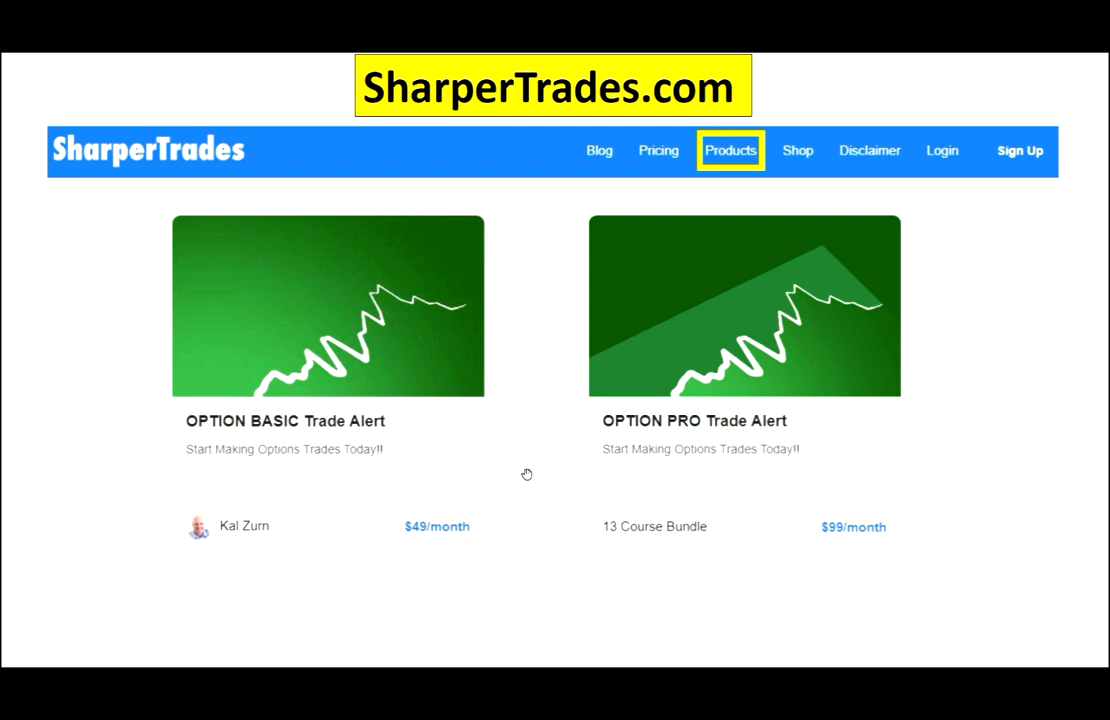 SharperTrades.com
SharperTrades Blog Pricing Products Shop Disclaimer Login Sign Up
OPTION BASIC Trade Alert
Start Making Options Trades Today!!
Kal Zurn $49/month
OPTION PRO Trade Alert
Start Making Options Trades Today!!
13 Course Bundle $99/month